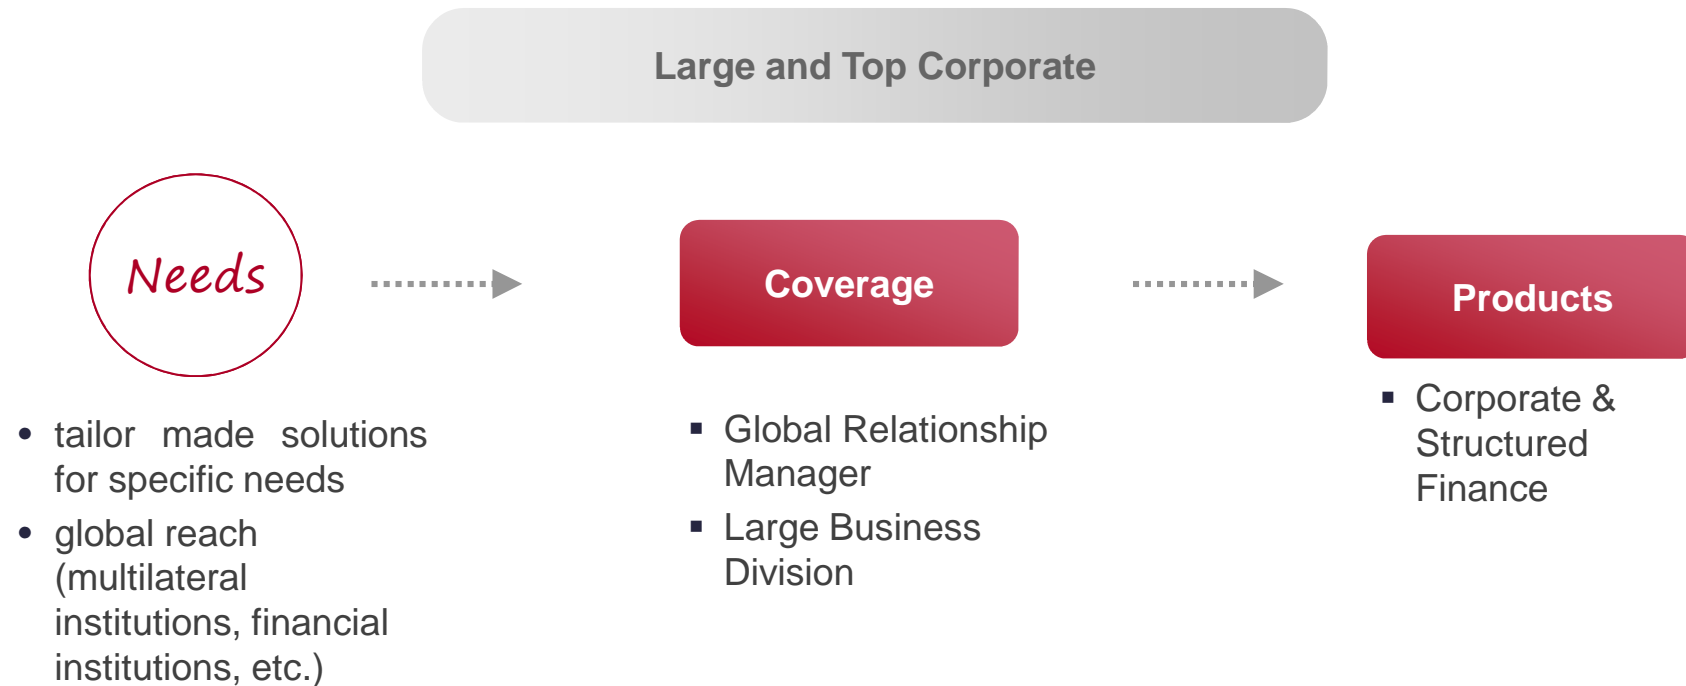 Large and Top Corporate
Needs
• tailor made solutions
for specific needs
• global reach
(multilateral
institutions, financial
institutions, etc.)
Coverage
▪ Global Relationship
Manager
▪ Large Business
Division
Products
▪ Corporate &
Structured
Finance